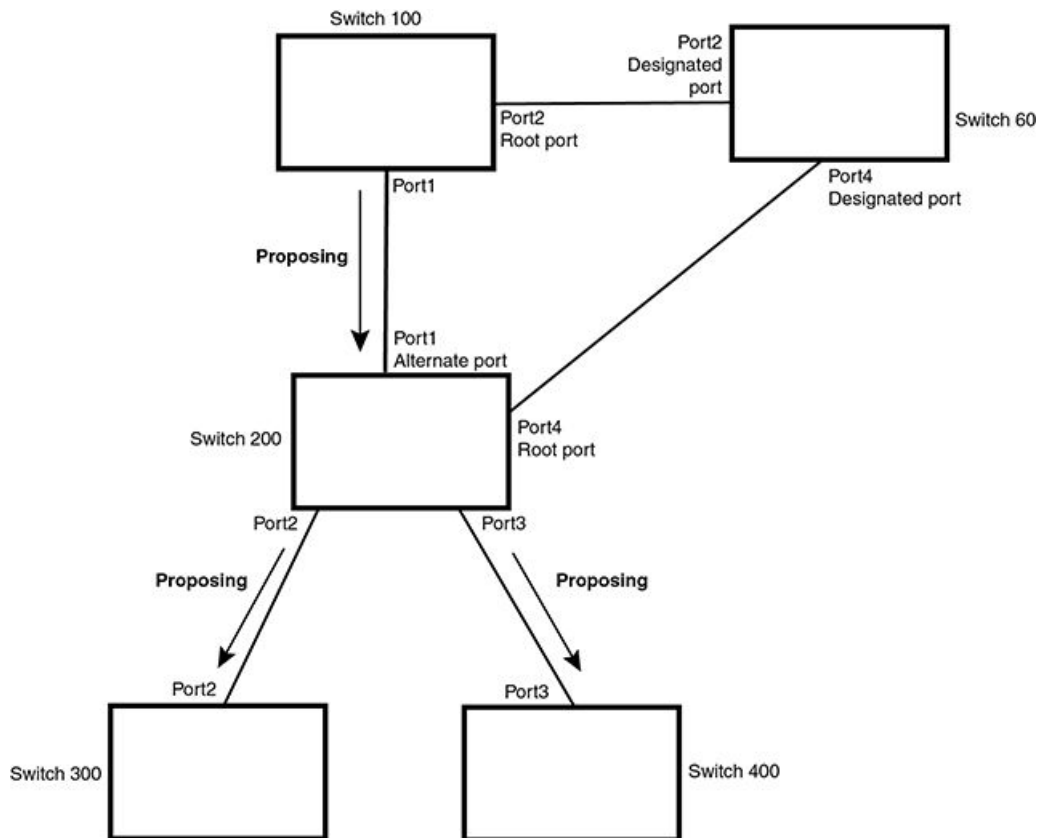 Switch 100
Port2
Designated
port
Switch 60
Port2
Root port
Port1
Port4
Designated port
Proposing
Port1
Alternate port
Switch 200
Port4
Root port
Port2
Port3
Proposing
Proposing
Port2
Port3
Switch 300
Switch 400